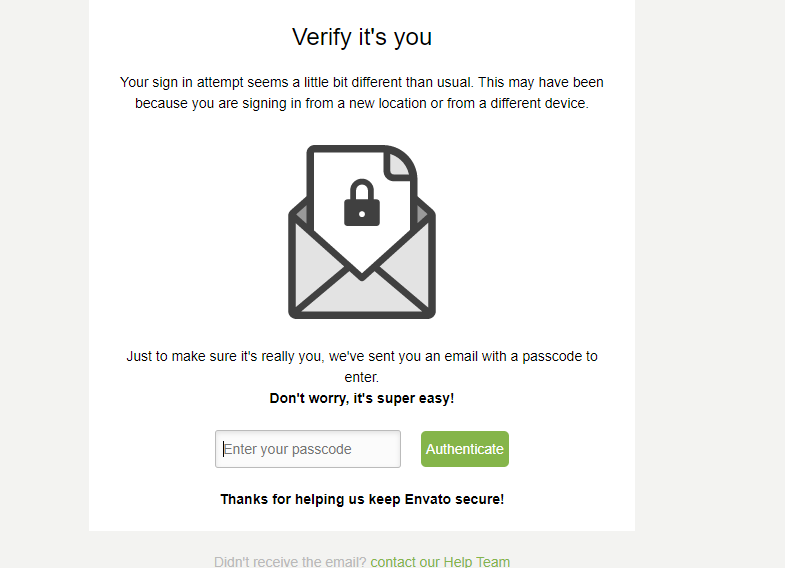 Verify it's you
Your sign in attempt seems a little bit different than usual. This may have been
because you are signing in from a new location or from a different device.
Just to make sure it's really you, we've sent you an email with a passcode to
enter.
Don't worry, it's super easy!
Enter your passcode
Authenticate
Thanks for helping us keep Envato secure!
Didn't receive the email? contact our Help Team